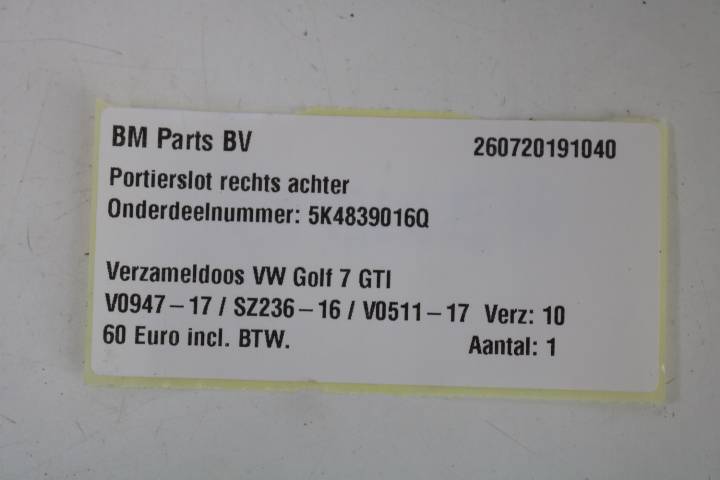 BM Parts BV 260720191040
Portierslot rechts achter
Onderdeelnummer: 5K4839016Q
Verzameldoos VW Golf 7 GTI
V0947-17 / SZ236-16 / V0511-17 Verz: 10
60 Euro incl. BTW. Aantal: 1